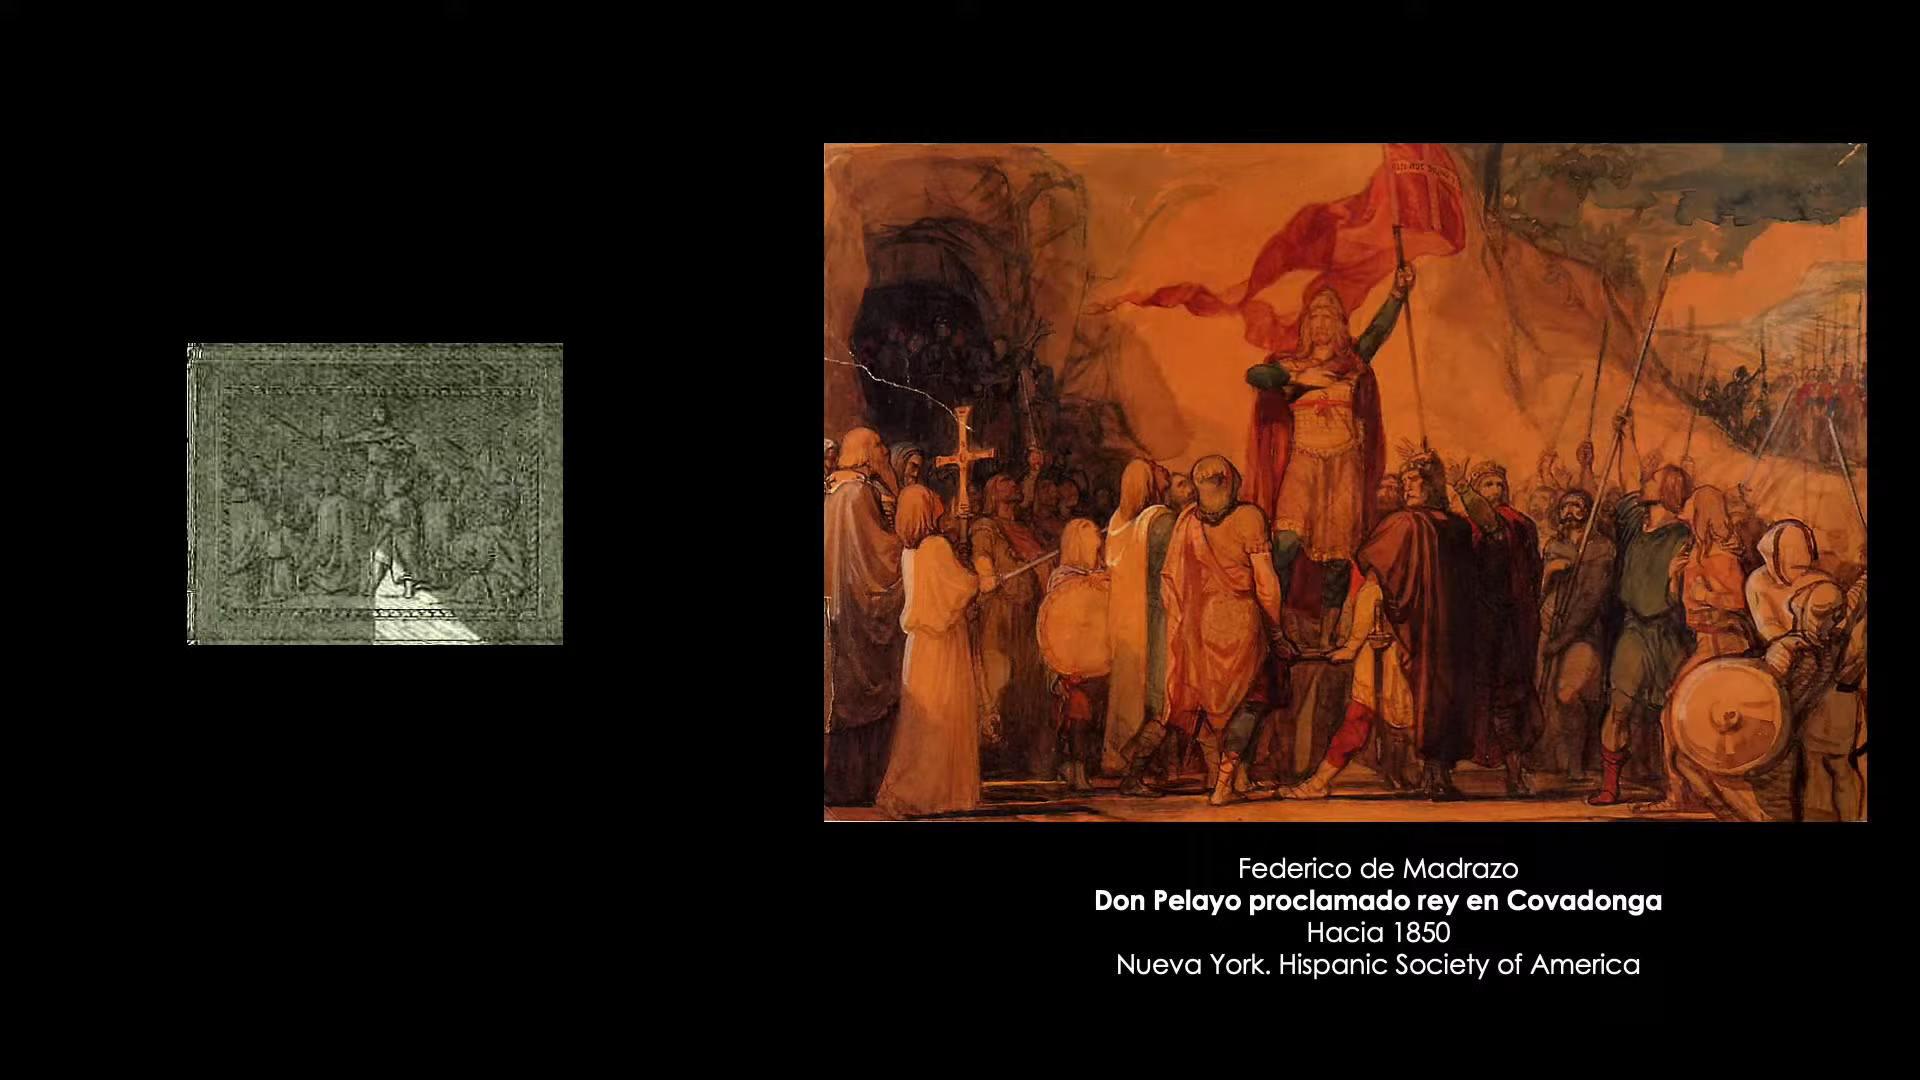 Federico de Madrazo
Don Pelayo proclamado rey en Covadonga
Hacia 1850
Nueva York. Hispanic Society of America